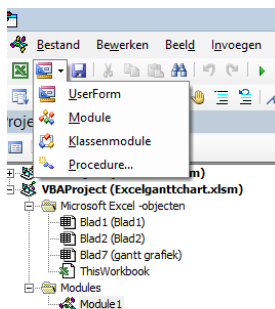 Bestand Bewerken Beeld Invoegen
UserForm
Module
Klassenmodule
Procedure...
Proje
m)
VBAProject (Excelganttchart.xlsm)
Microsoft Excel -objecten
Blad1 (Blad1)
Blad2 (Blad2)
Blad7 (gantt grafiek)
ThisWorkbook
Modules
Module1